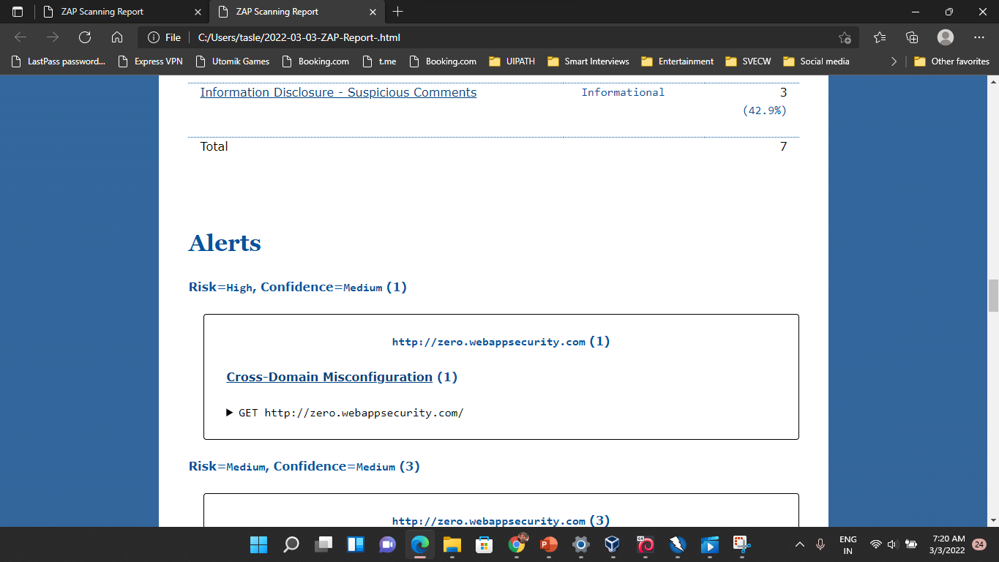 ZAP Scanning Report
ZAP Scanning Report
File
C:/Users/tasle/2022-03-03-ZAP-Report-.html
LastPass password...
Express VPN
Utomik Games
Booking.com
t.me
Booking.com
UIPATH
Smart Interviews
Entertainment
SVECW
Social media
Other favorites
Information Disclosure - Suspicious Comments Informational 3
(42.9%)
Total 7
Alerts
Risk=High, Confidence=Medium (1)
http://zero.webappsecurity.com (1)
Cross-Domain Misconfiguration (1)
GET http://zero.webappsecurity.com/
Risk=Medium, Confidence=Medium (3)
http://zero.webappsecurity.com (3)
ENG
IN
7:20 AM
3/3/2022
24